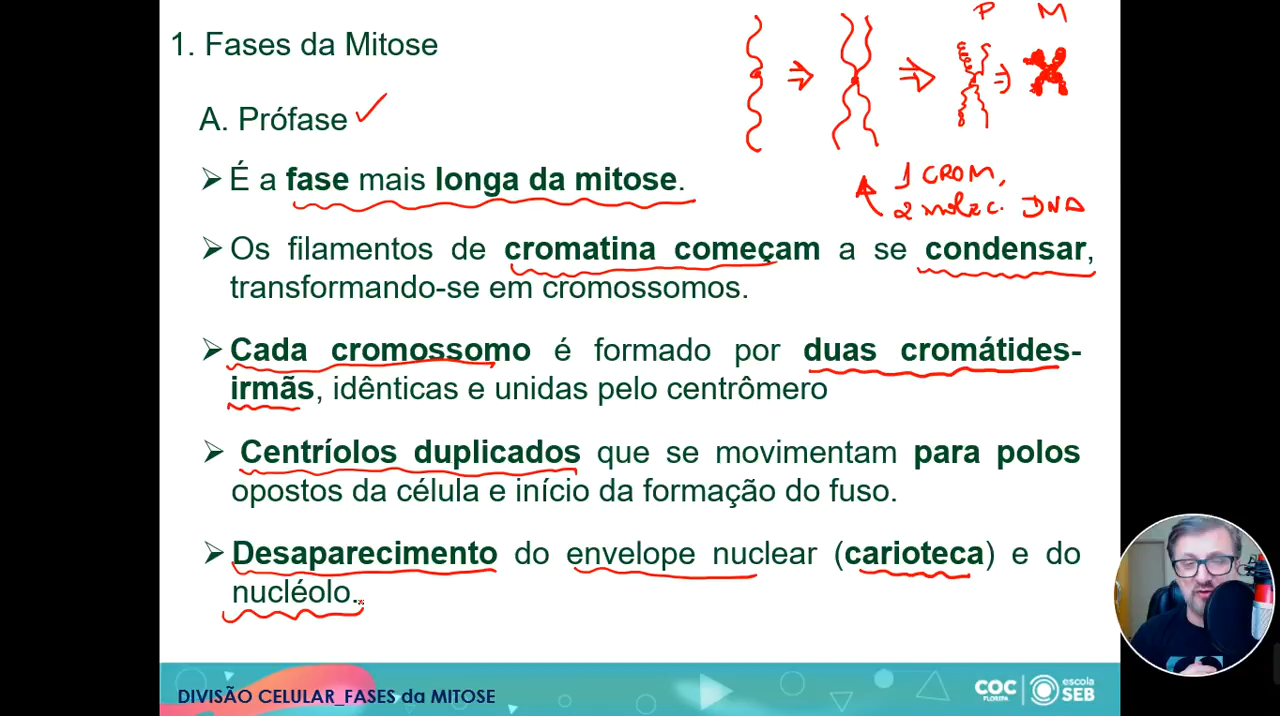 1. Fases da Mitose
P M
A. Prófase
É a fase mais longa da mitose.
1 CROM,
2 molec. DNA
Os filamentos de cromatina começam a se condensar,
transformando-se em cromossomos.
Cada cromossomo é formado por duas cromátides-
irmãs, idênticas e unidas pelo centrômero
Centríolos duplicados que se movimentam para polos
opostos da célula e início da formação do fuso.
Desaparecimento do envelope nuclear (carioteca) e do
nucléolo.
DIVISÃO CELULAR_FASES da MITOSE
COC
FLORIPA
escola
SEB